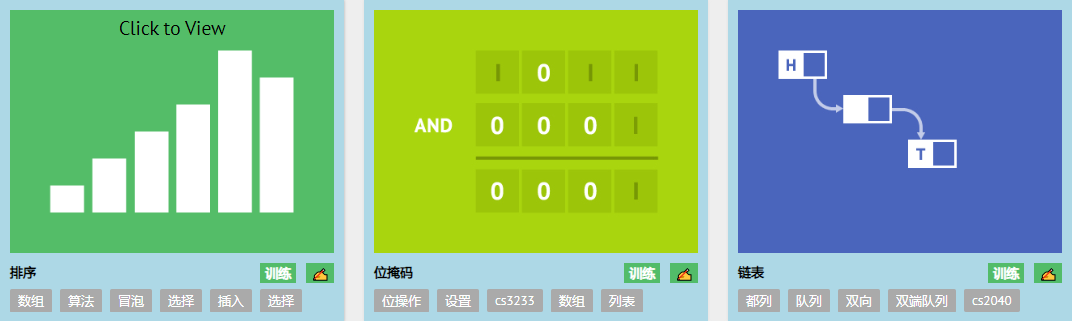 Click to View
1 0 1 1
AND 0 0 0 1
0 0 0 1
排序 训练
数组 算法 冒泡 选择 插入 选择
位掩码 训练
位操作 设置 cs3233 数组 列表
H
T
链表 训练
都列 队列 双向 双端队列 cs2040